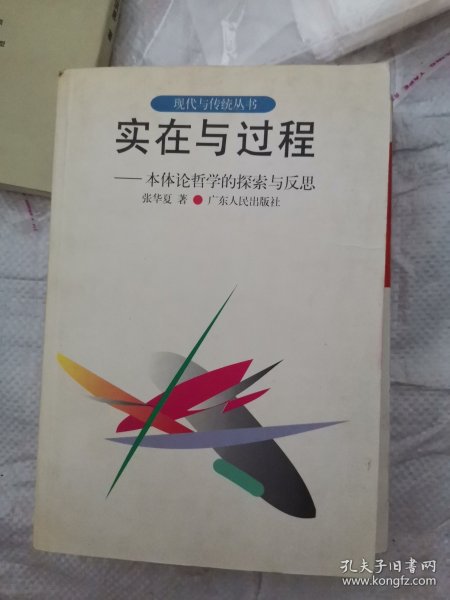 现代与传统丛书
实在与过程
——本体论哲学的探索与反思
张华夏 著 ● 广东人民出版社
孔夫子旧书网
www.kongfz.com